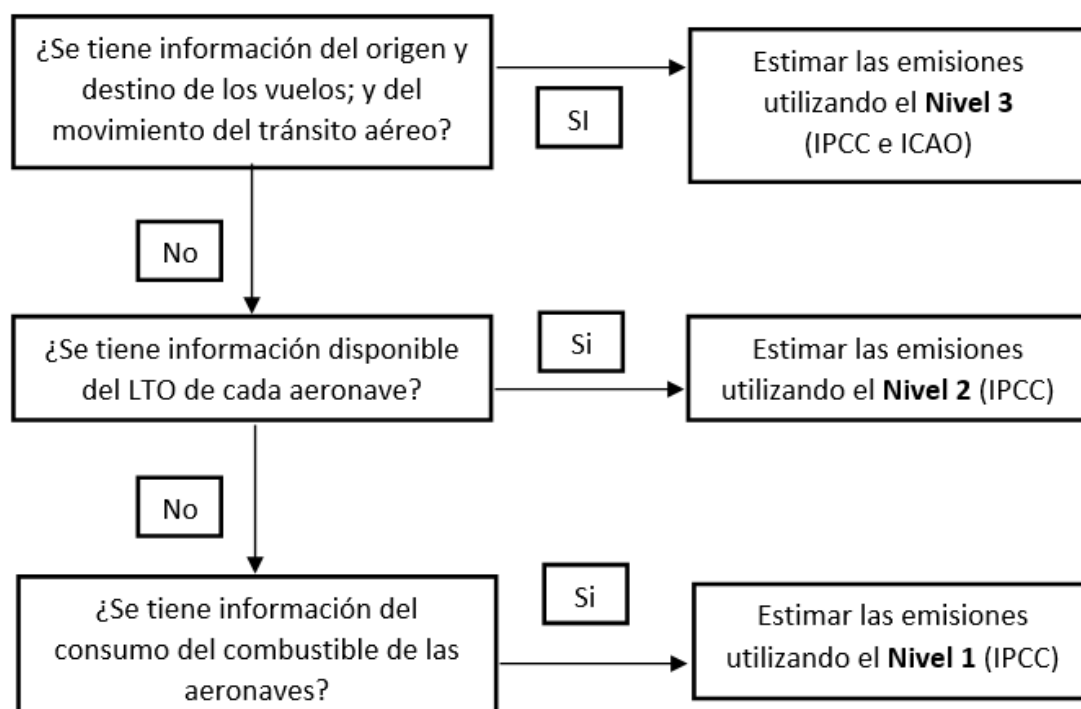 ¿Se tiene información del origen y
destino de los vuelos; y del
movimiento del tránsito aéreo?
SI
Estimar las emisiones
utilizando el Nivel 3
(IPCC e ICAO)
No
¿Se tiene información disponible
del LTO de cada aeronave?
Si
Estimar las emisiones
utilizando el Nivel 2 (IPCC)
No
¿Se tiene información del
consumo del combustible de las
aeronaves?
Si
Estimar las emisiones
utilizando el Nivel 1 (IPCC)